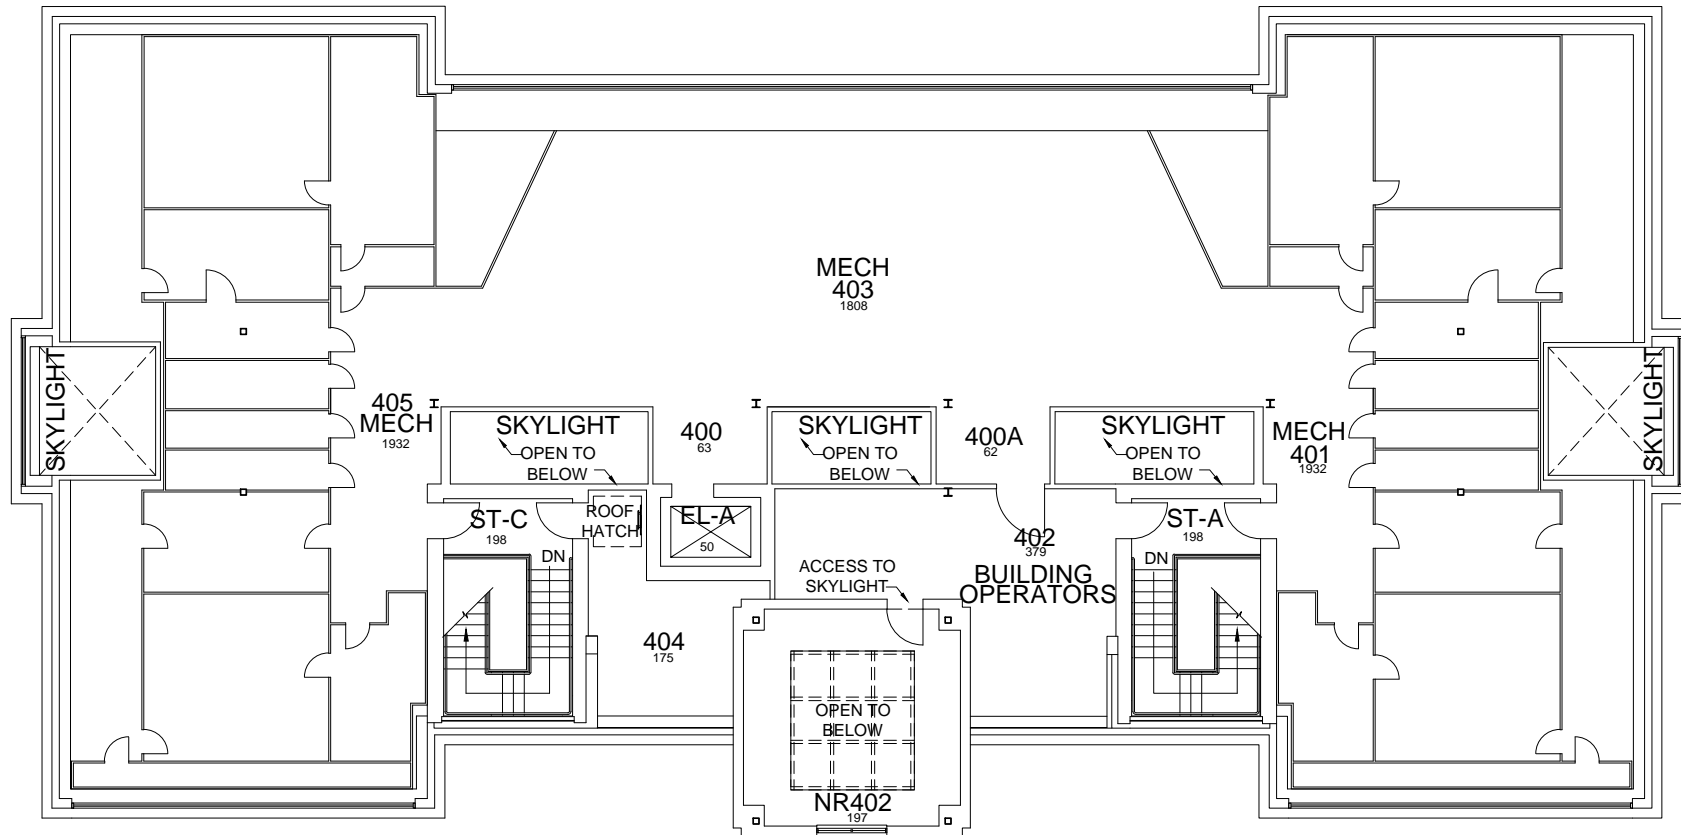 MECH
403
1808
SKYLIGHT
405
MECH
1932
SKYLIGHT
OPEN TO
BELOW
400
63
SKYLIGHT
OPEN TO
BELOW
400A
62
SKYLIGHT
OPEN TO
BELOW
MECH
401
1932
SKYLIGHT
ST-C
198
DN
ROOF
HATCH
EL-A
50
402
379
BUILDING
OPERATORS
ACCESS TO
SKYLIGHT
ST-A
198
DN
404
175
OPEN TO
BELOW
NR402
197